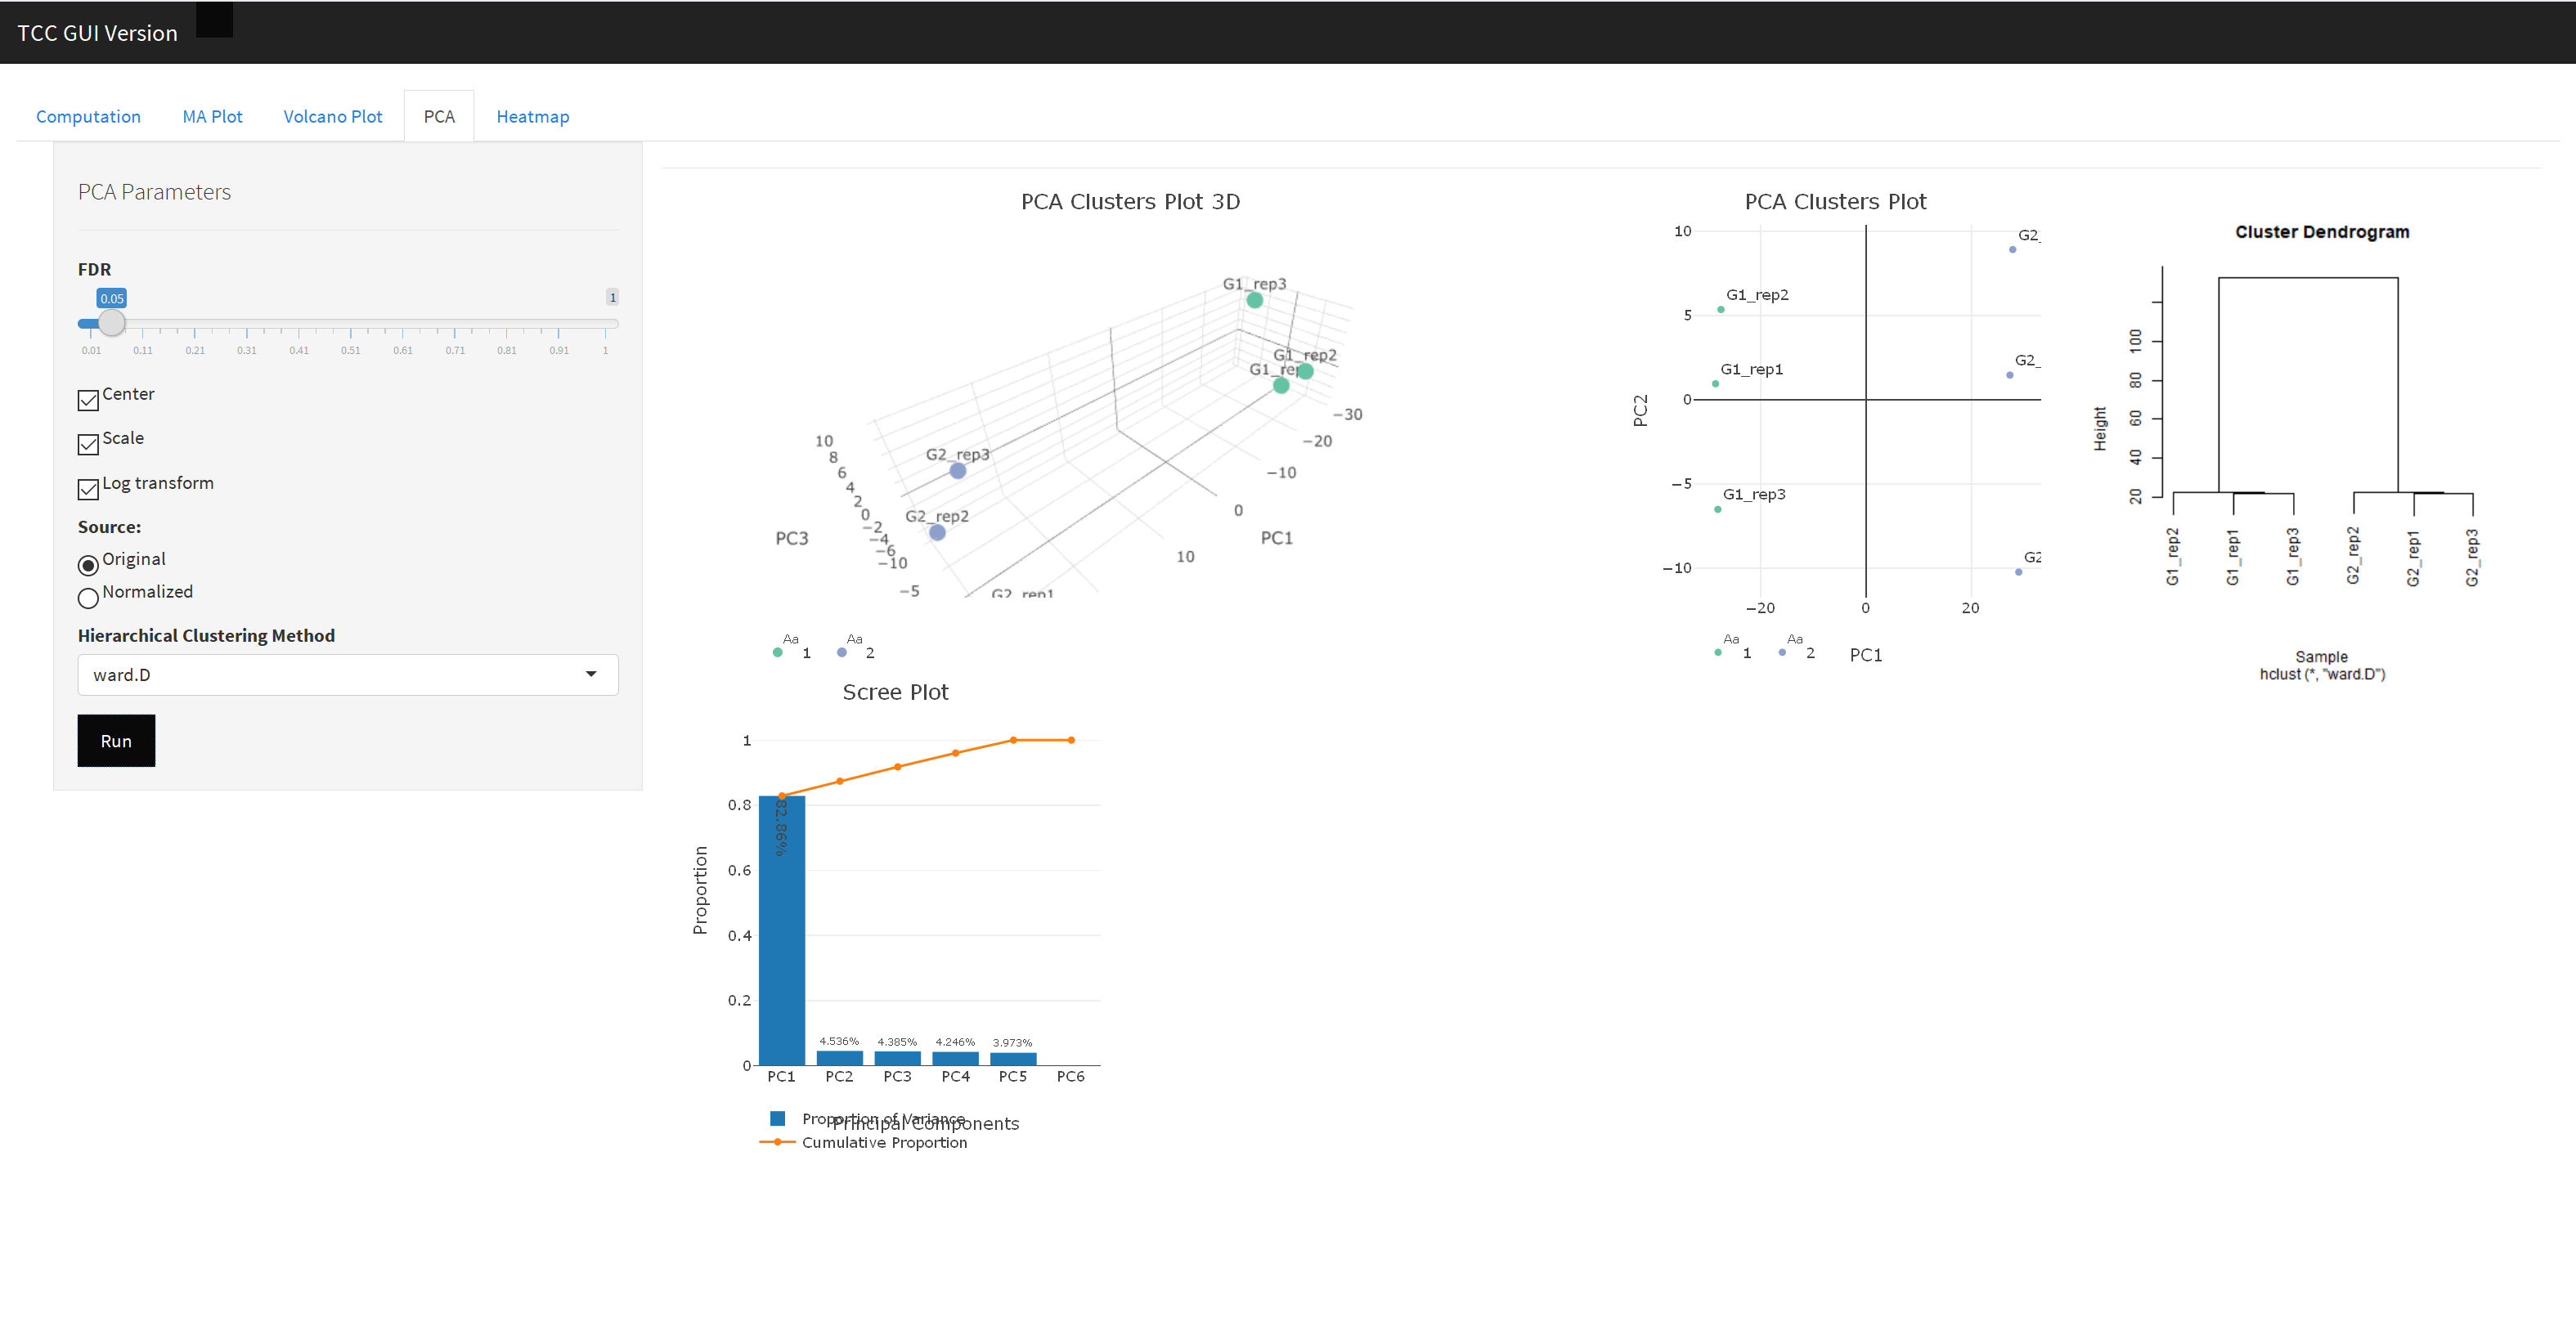 TCC GUI Version
Computation
MA Plot
Volcano Plot
PCA
Heatmap
PCA Parameters
FDR
0.05
1
0.01 0.11 0.21 0.31 0.41 0.51 0.61 0.71 0.81 0.91 1
Center
Scale
Log transform
Source:
Original
Normalized
Hierarchical Clustering Method
ward.D
Run
PCA Clusters Plot 3D
G1_rep3
G1_rep2
G1_rep
G2_rep3
G2_rep2
G2_rep1
10
8
6
4
2
0
−2
−4
−6
−10
−5
PC3
−30
−20
−10
0
10
PC1
Aa 1
Aa 2
PCA Clusters Plot
10
5
0
−5
−10
PC2
G1_rep2
G1_rep1
G1_rep3
G2_
G2_
G2
−20 0 20
Aa 1
Aa 2
PC1
Cluster Dendrogram
Height
20 40 60 80 100
G1_rep2
G1_rep1
G1_rep3
G2_rep2
G2_rep1
G2_rep3
Sample
hclust (*, "ward.D")
Scree Plot
1
0.8
0.6
0.4
0.2
0
Proportion
82.86%
4.536%
4.385%
4.246%
3.973%
PC1 PC2 PC3 PC4 PC5 PC6
Proportion of Variance
Principal Components
Cumulative Proportion